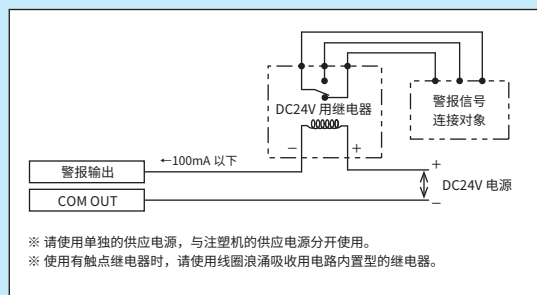 DC24V 用继电器
警报信号
连接对象
− +
←100mA 以下
警报输出
COM OUT
+
DC24V 电源
−
※ 请使用单独的供应电源，与注塑机的供应电源分开使用。
※ 使用有触点继电器时，请使用线圈浪涌吸收用电路内置型的继电器。